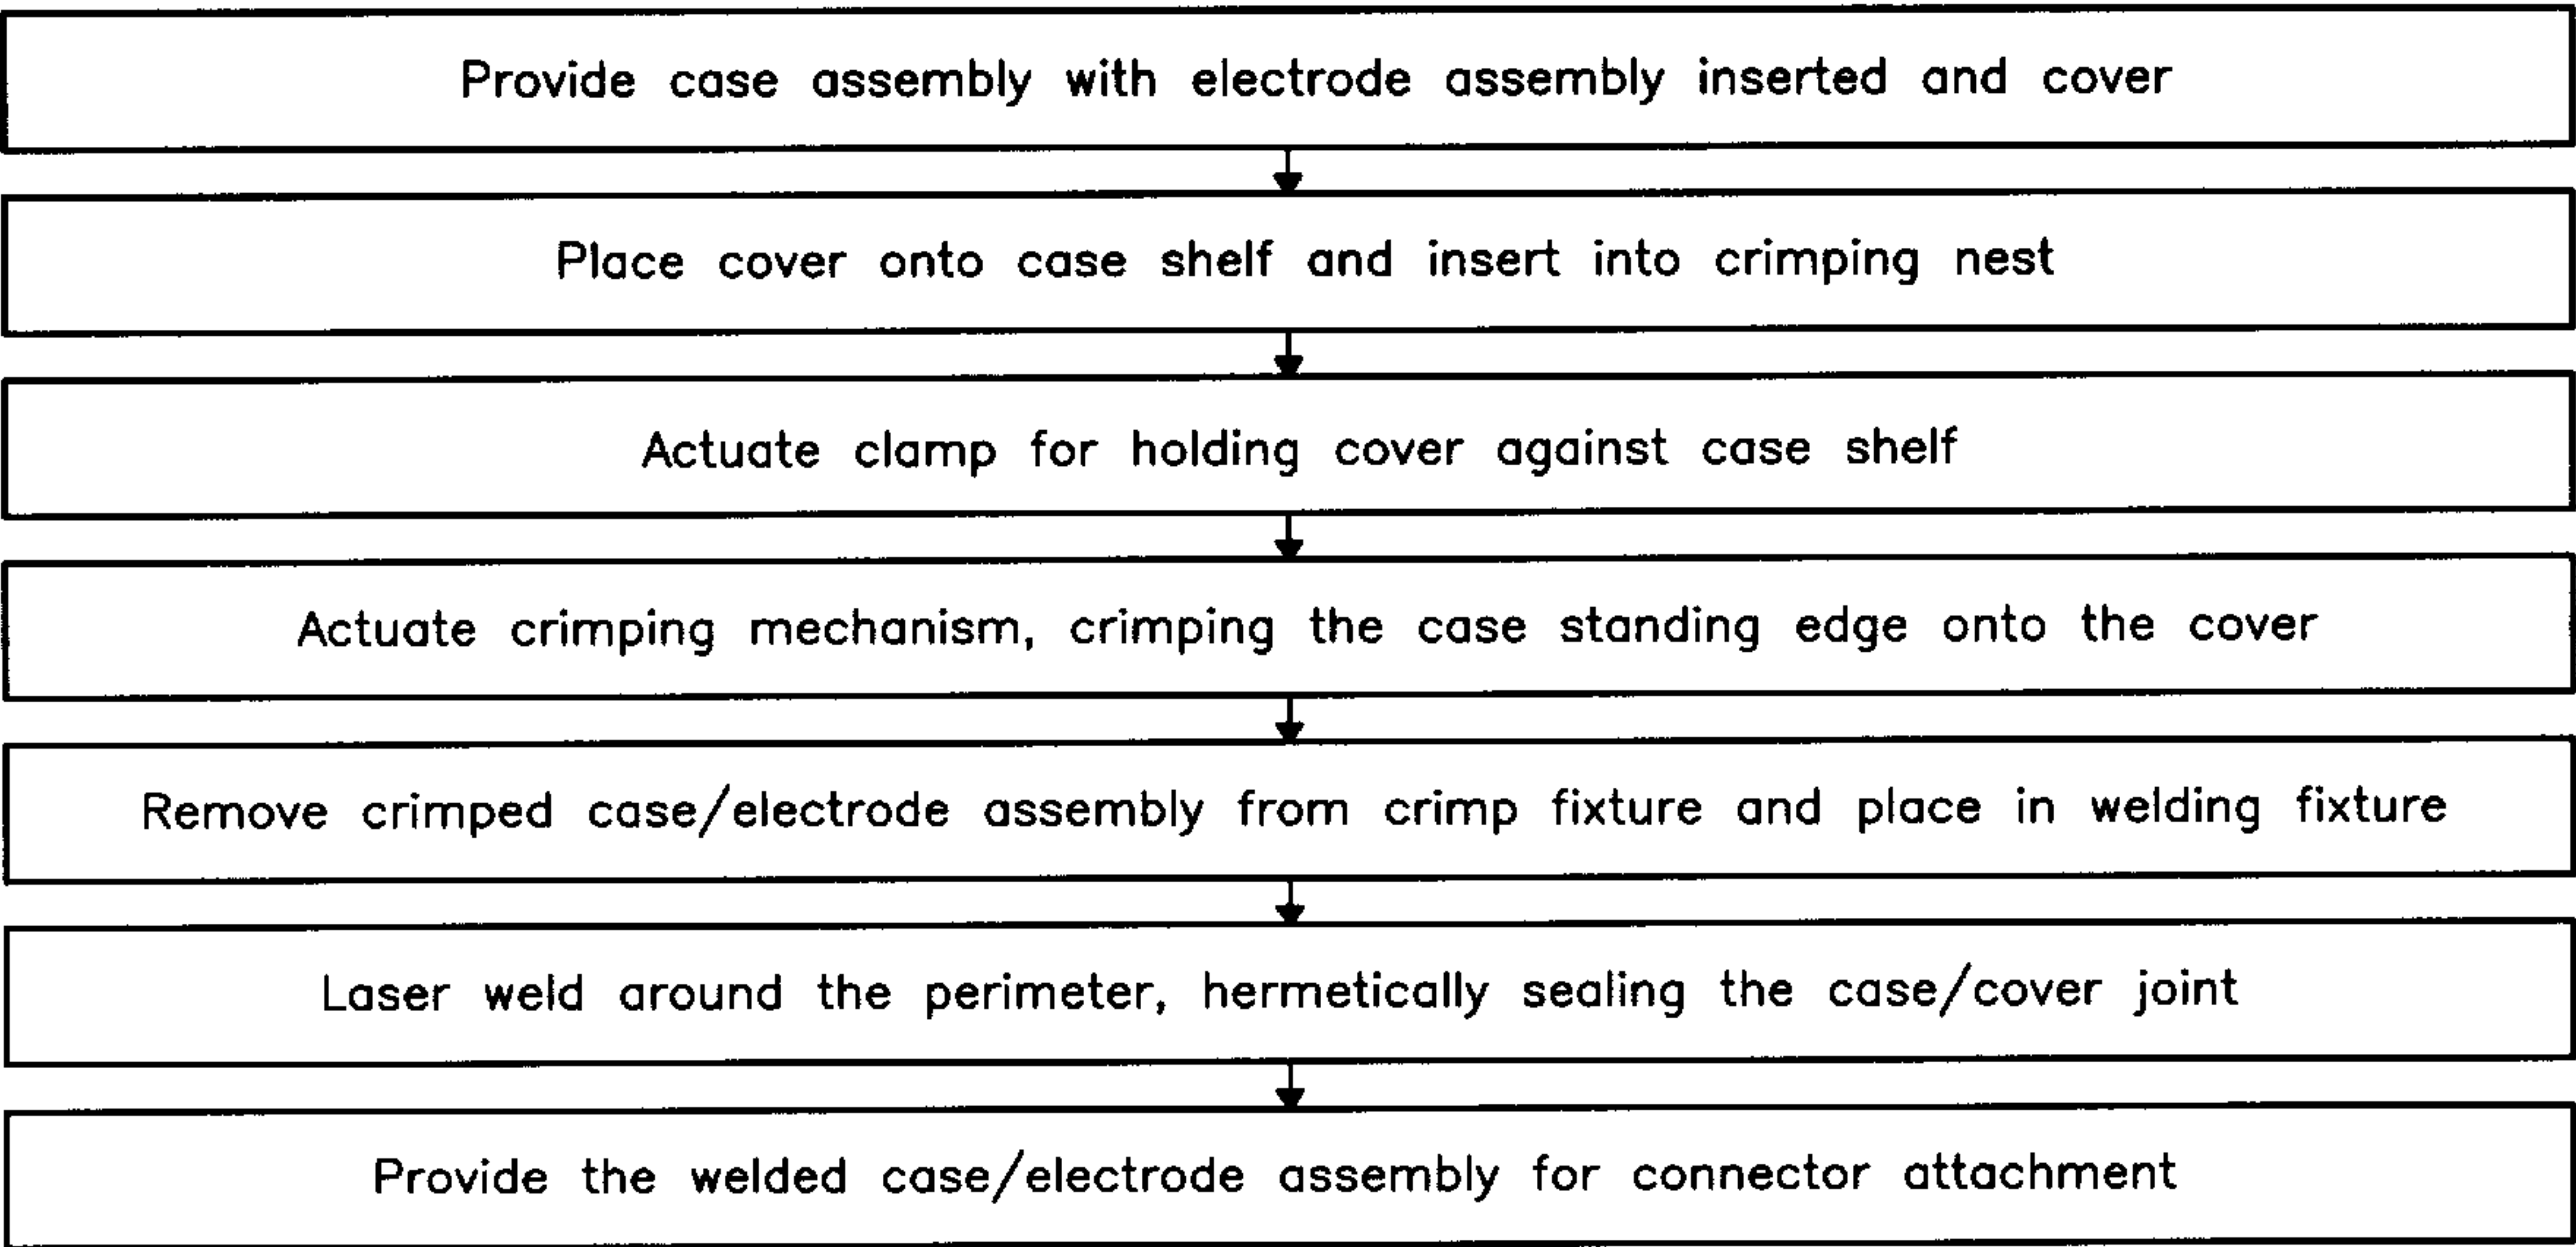 Provide case assembly with electrode assembly inserted and cover
Place cover onto case shelf and insert into crimping nest
Actuate clamp for holding cover against case shelf
Actuate crimping mechanism, crimping the case standing edge onto the cover
Remove crimped case/electrode assembly from crimp fixture and place in welding fixture
Laser weld around the perimeter, hermetically sealing the case/cover joint
Provide the welded case/electrode assembly for connector attachment